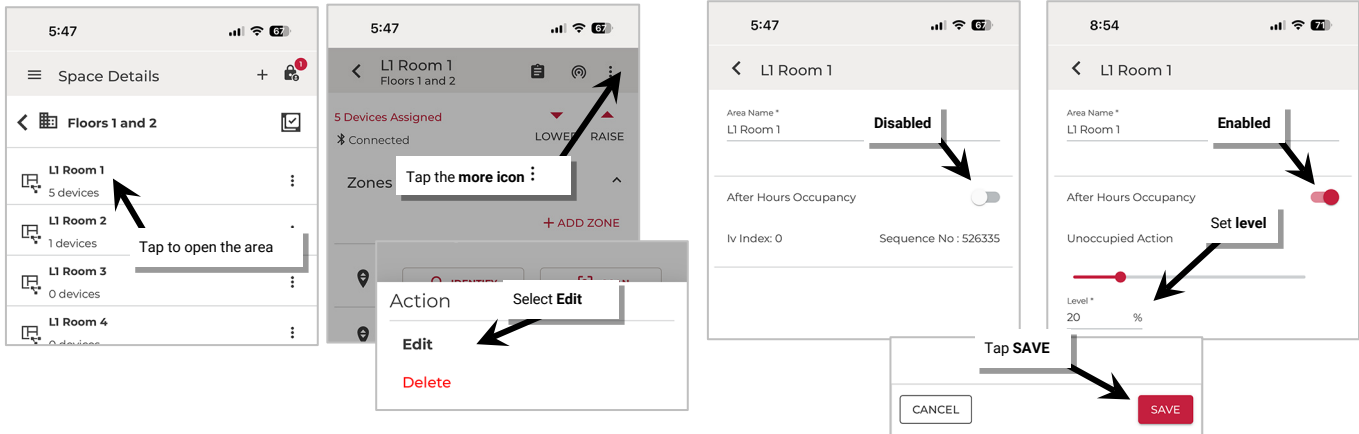 5:47
67
Space Details
1
Floors 1 and 2
L1 Room 1
5 devices
L1 Room 2
1 devices
Tap to open the area
L1 Room 3
0 devices
L1 Room 4
0 devices
5:47
67
L1 Room 1
Floors 1 and 2
5 Devices Assigned
Connected
LOWER RAISE
Tap the more icon
Zones
+ ADD ZONE
IDENTIFY
Action
Select Edit
Edit
Delete
5:47
67
L1 Room 1
Area Name *
L1 Room 1
Disabled
After Hours Occupancy
Iv Index: 0
Sequence No : 526335
8:54
71
L1 Room 1
Area Name *
L1 Room 1
Enabled
After Hours Occupancy
Set level
Unoccupied Action
Level *
20 %
Tap SAVE
CANCEL
SAVE